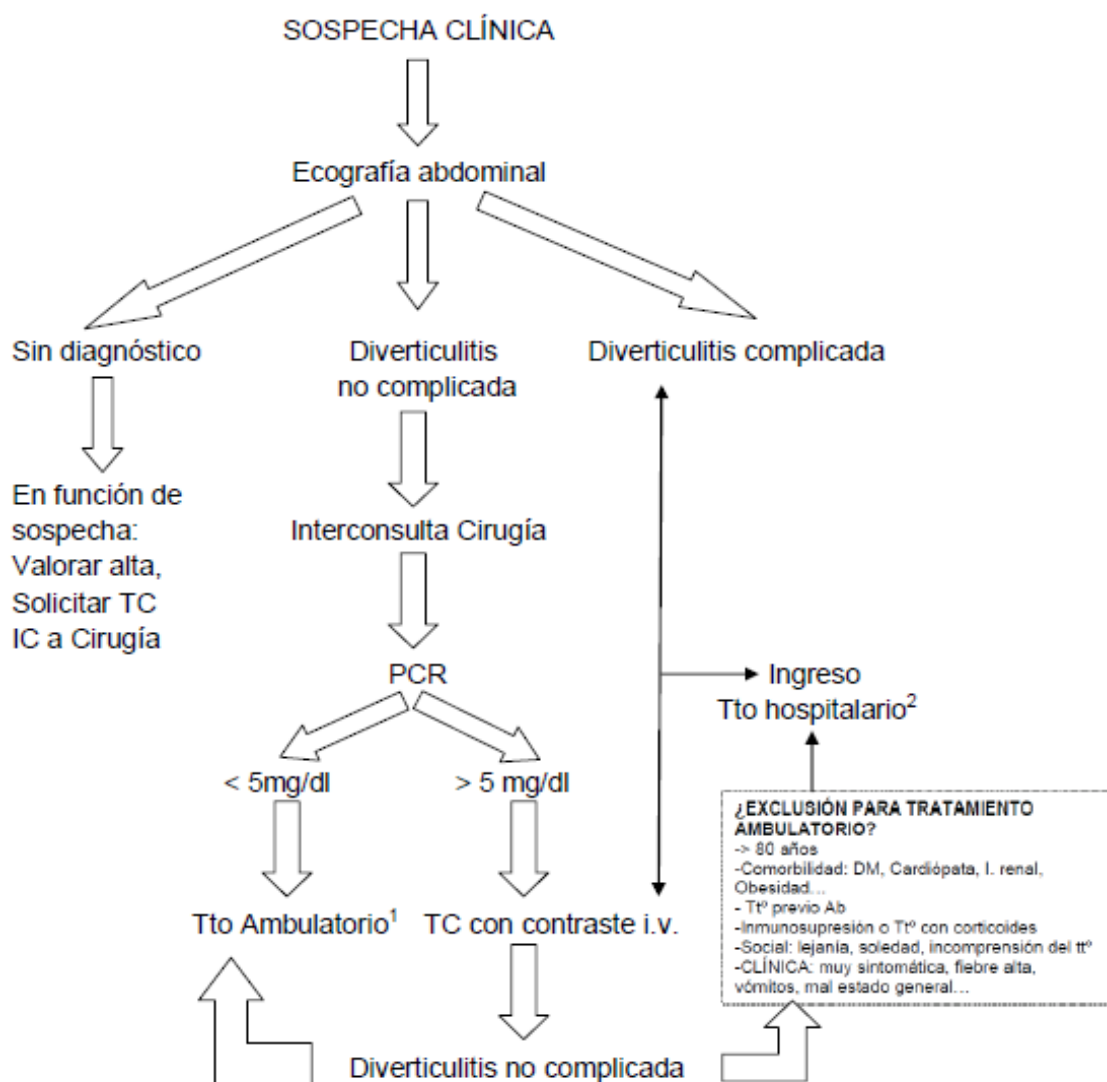 SOSPECHA CLÍNICA
Ecografía abdominal
Sin diagnóstico
Diverticulitis
no complicada
Diverticulitis complicada
En función de
sospecha:
Valorar alta,
Solicitar TC
IC a Cirugía
Interconsulta Cirugía
PCR
Ingreso
Tto hospitalario²
< 5mg/dl
> 5 mg/dl
¿EXCLUSIÓN PARA TRATAMIENTO
AMBULATORIO?
-> 80 años
-Comorbilidad: DM, Cardiópata, I. renal,
Obesidad...
- Ttº previo Ab
-Inmunosupresión o Ttº con corticoides
-Social: lejanía, soledad, incomprensión del ttº
-CLÍNICA: muy sintomática, fiebre alta,
vómitos, mal estado general...
Tto Ambulatorio¹
TC con contraste i.v.
Diverticulitis no complicada